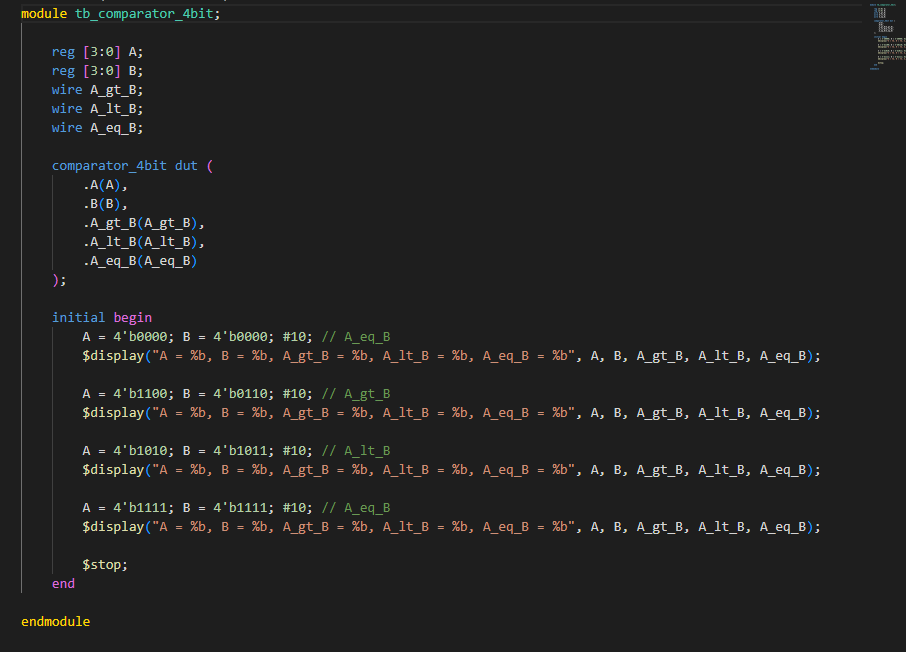 module tb_comparator_4bit;
reg [3:0] A;
reg [3:0] B;
wire A_gt_B;
wire A_lt_B;
wire A_eq_B;
comparator_4bit dut (
.A(A),
.B(B),
.A_gt_B(A_gt_B),
.A_lt_B(A_lt_B),
.A_eq_B(A_eq_B)
);
initial begin
A = 4'b0000; B = 4'b0000; #10; // A_eq_B
$display("A = %b, B = %b, A_gt_B = %b, A_lt_B = %b, A_eq_B = %b", A, B, A_gt_B, A_lt_B, A_eq_B);
A = 4'b1100; B = 4'b0110; #10; // A_gt_B
$display("A = %b, B = %b, A_gt_B = %b, A_lt_B = %b, A_eq_B = %b", A, B, A_gt_B, A_lt_B, A_eq_B);
A = 4'b1010; B = 4'b1011; #10; // A_lt_B
$display("A = %b, B = %b, A_gt_B = %b, A_lt_B = %b, A_eq_B = %b", A, B, A_gt_B, A_lt_B, A_eq_B);
A = 4'b1111; B = 4'b1111; #10; // A_eq_B
$display("A = %b, B = %b, A_gt_B = %b, A_lt_B = %b, A_eq_B = %b", A, B, A_gt_B, A_lt_B, A_eq_B);
$stop;
end
endmodule